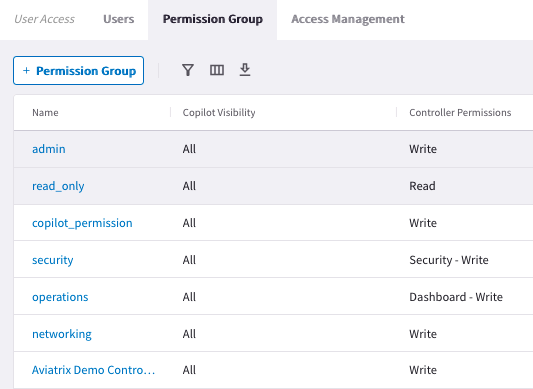 User Access Users Permission Group Access Management
+ Permission Group
Name Copilot Visibility Controller Permissions
admin All Write
read_only All Read
copilot_permission All Write
security All Security - Write
operations All Dashboard - Write
networking All Write
Aviatrix Demo Contro... All Write